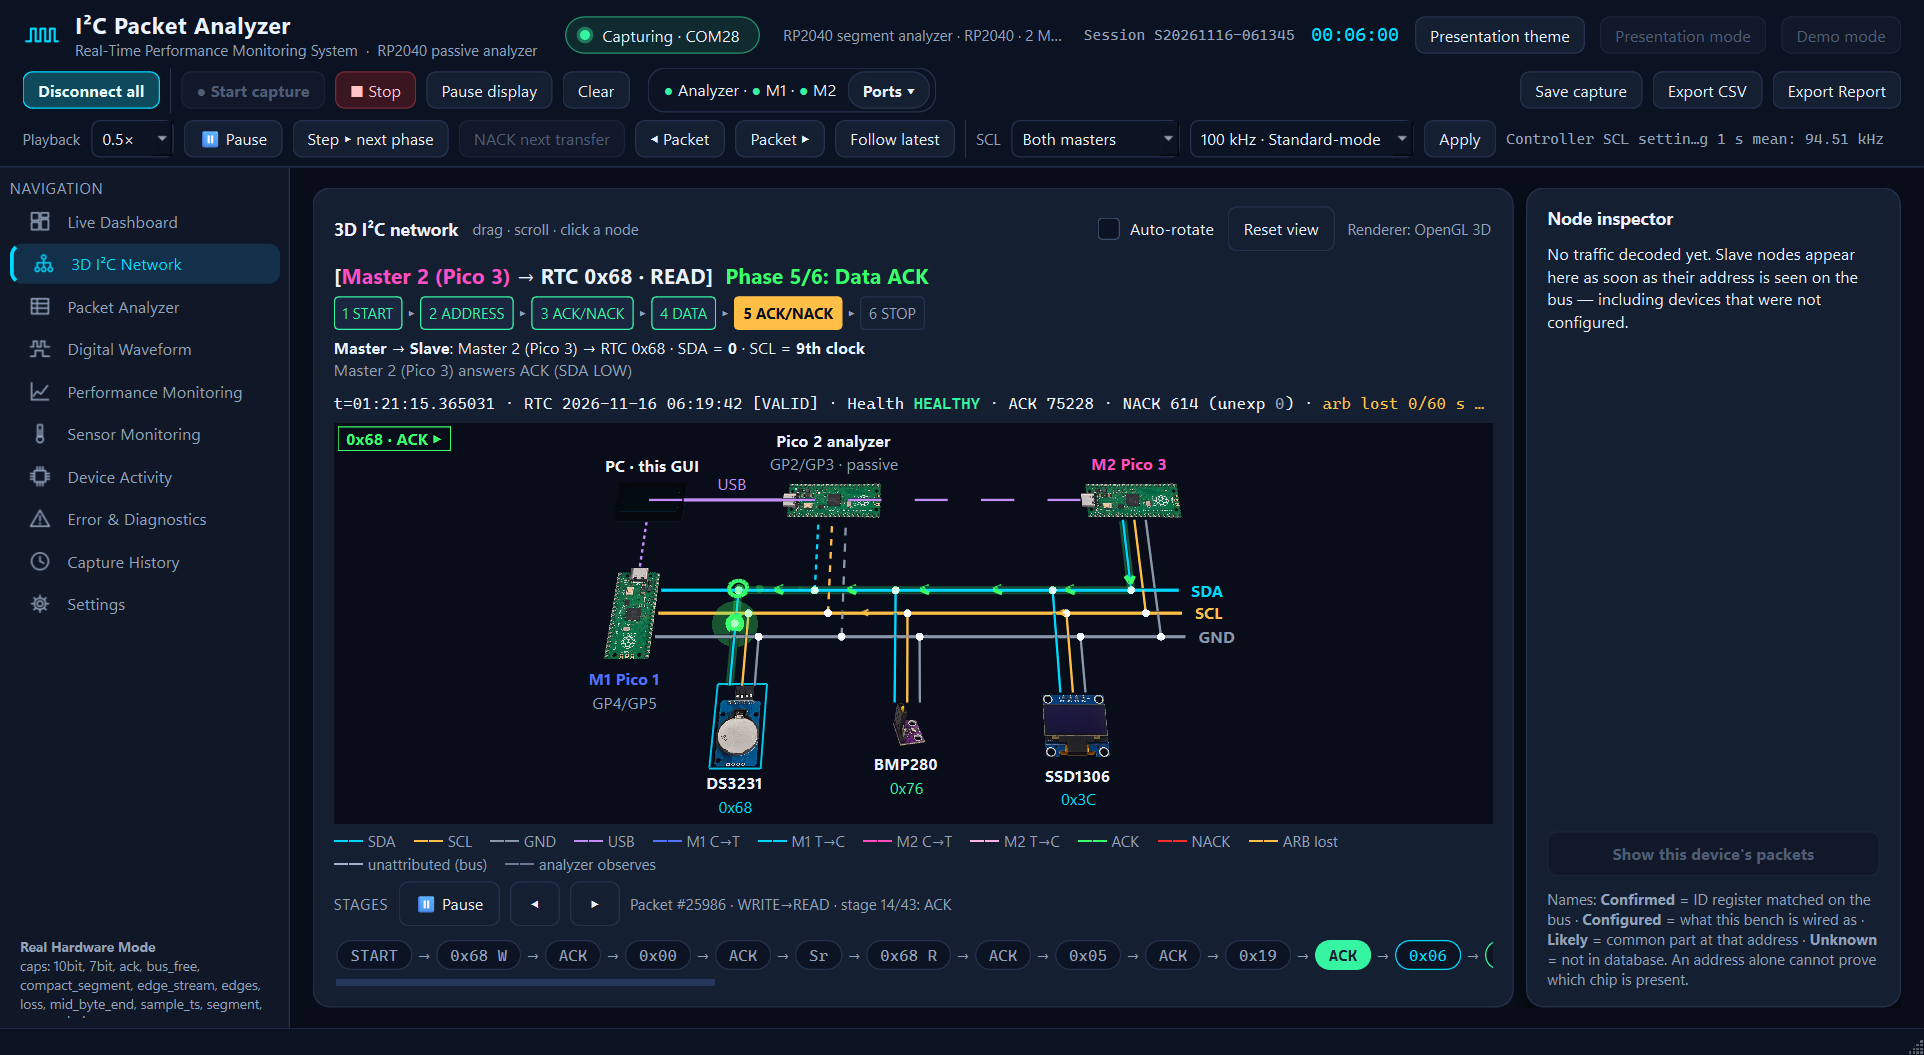 I²C Packet Analyzer
Real-Time Performance Monitoring System · RP2040 passive analyzer
Capturing · COM28
RP2040 segment analyzer · RP2040 · 2 M…
Session S20261116-061345
00:06:00
Presentation theme
Presentation mode
Demo mode
Disconnect all
● Start capture
■ Stop
Pause display
Clear
● Analyzer · ● M1 · ● M2
Ports ▾
Save capture
Export CSV
Export Report
Playback
0.5×
⏸ Pause
Step ▸ next phase
NACK next transfer
◂ Packet
Packet ▸
Follow latest
SCL
Both masters
100 kHz · Standard-mode
Apply
Controller SCL settin…g 1 s mean: 94.51 kHz
NAVIGATION
Live Dashboard
3D I²C Network
Packet Analyzer
Digital Waveform
Performance Monitoring
Sensor Monitoring
Device Activity
Error & Diagnostics
Capture History
Settings
Real Hardware Mode
caps: 10bit, 7bit, ack, bus_free,
compact_segment, edge_stream, edges,
loss, mid_byte_end, sample_ts, segment,
3D I²C network
drag · scroll · click a node
Auto-rotate
Reset view
Renderer: OpenGL 3D
[Master 2 (Pico 3) → RTC 0x68 · READ] Phase 5/6: Data ACK
1 START ▸ 2 ADDRESS ▸ 3 ACK/NACK ▸ 4 DATA ▸ 5 ACK/NACK ▸ 6 STOP
Master → Slave: Master 2 (Pico 3) → RTC 0x68 · SDA = 0 · SCL = 9th clock
Master 2 (Pico 3) answers ACK (SDA LOW)
t=01:21:15.365031 · RTC 2026-11-16 06:19:42 [VALID] · Health HEALTHY · ACK 75228 · NACK 614 (unexp 0) · arb lost 0/60 s …
0x68 · ACK ▸
Pico 2 analyzer
GP2/GP3 · passive
PC · this GUI
USB
M2 Pico 3
SDA
SCL
GND
M1 Pico 1
GP4/GP5
DS3231
0x68
BMP280
0x76
SSD1306
0x3C
SDA
SCL
GND
USB
M1 C→T
M1 T→C
M2 C→T
M2 T→C
ACK
NACK
ARB lost
unattributed (bus)
analyzer observes
STAGES
⏸ Pause
◂
▸
Packet #25986 · WRITE→READ · stage 14/43: ACK
START → 0x68 W → ACK → 0x00 → ACK → Sr → 0x68 R → ACK → 0x05 → ACK → 0x19 → ACK → 0x06 →
Node inspector
No traffic decoded yet. Slave nodes appear
here as soon as their address is seen on the
bus — including devices that were not
configured.
Show this device's packets
Names: Confirmed = ID register matched on the
bus · Configured = what this bench is wired as ·
Likely = common part at that address · Unknown
= not in database. An address alone cannot prove
which chip is present.